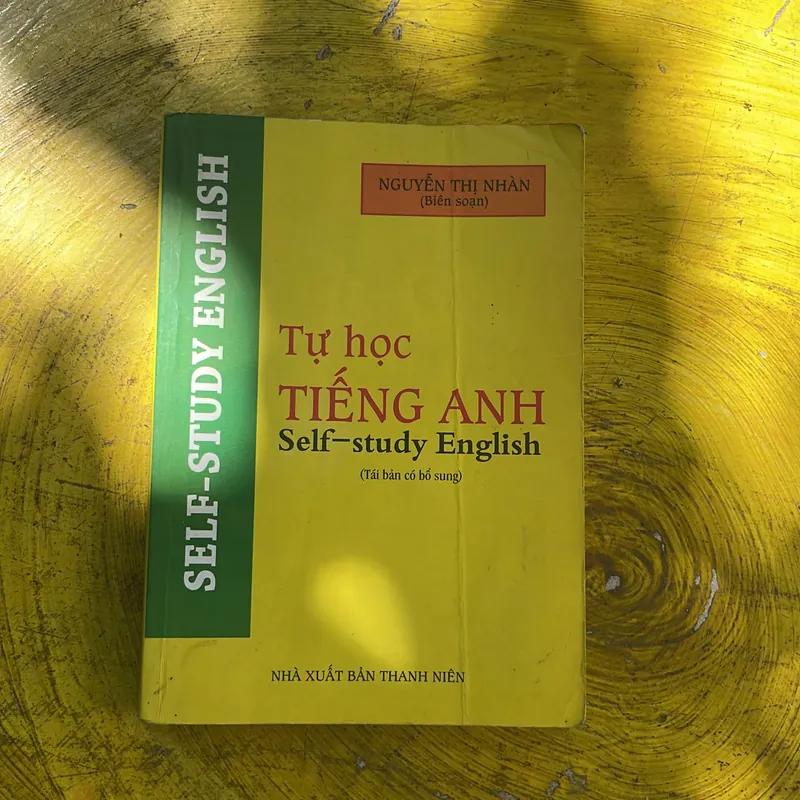 SELF-STUDY ENGLISH
NGUYỄN THỊ NHÀN
(Biên soạn)
Tự học
TIẾNG ANH
Self-study English
(Tái bản có bổ sung)
NHÀ XUẤT BẢN THANH NIÊN